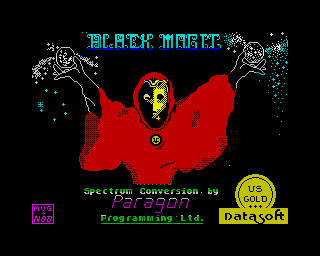 BLACK MAGIC
Spectrum Conversion by
Paragon
Programming Ltd.
US
GOLD
Datasoft